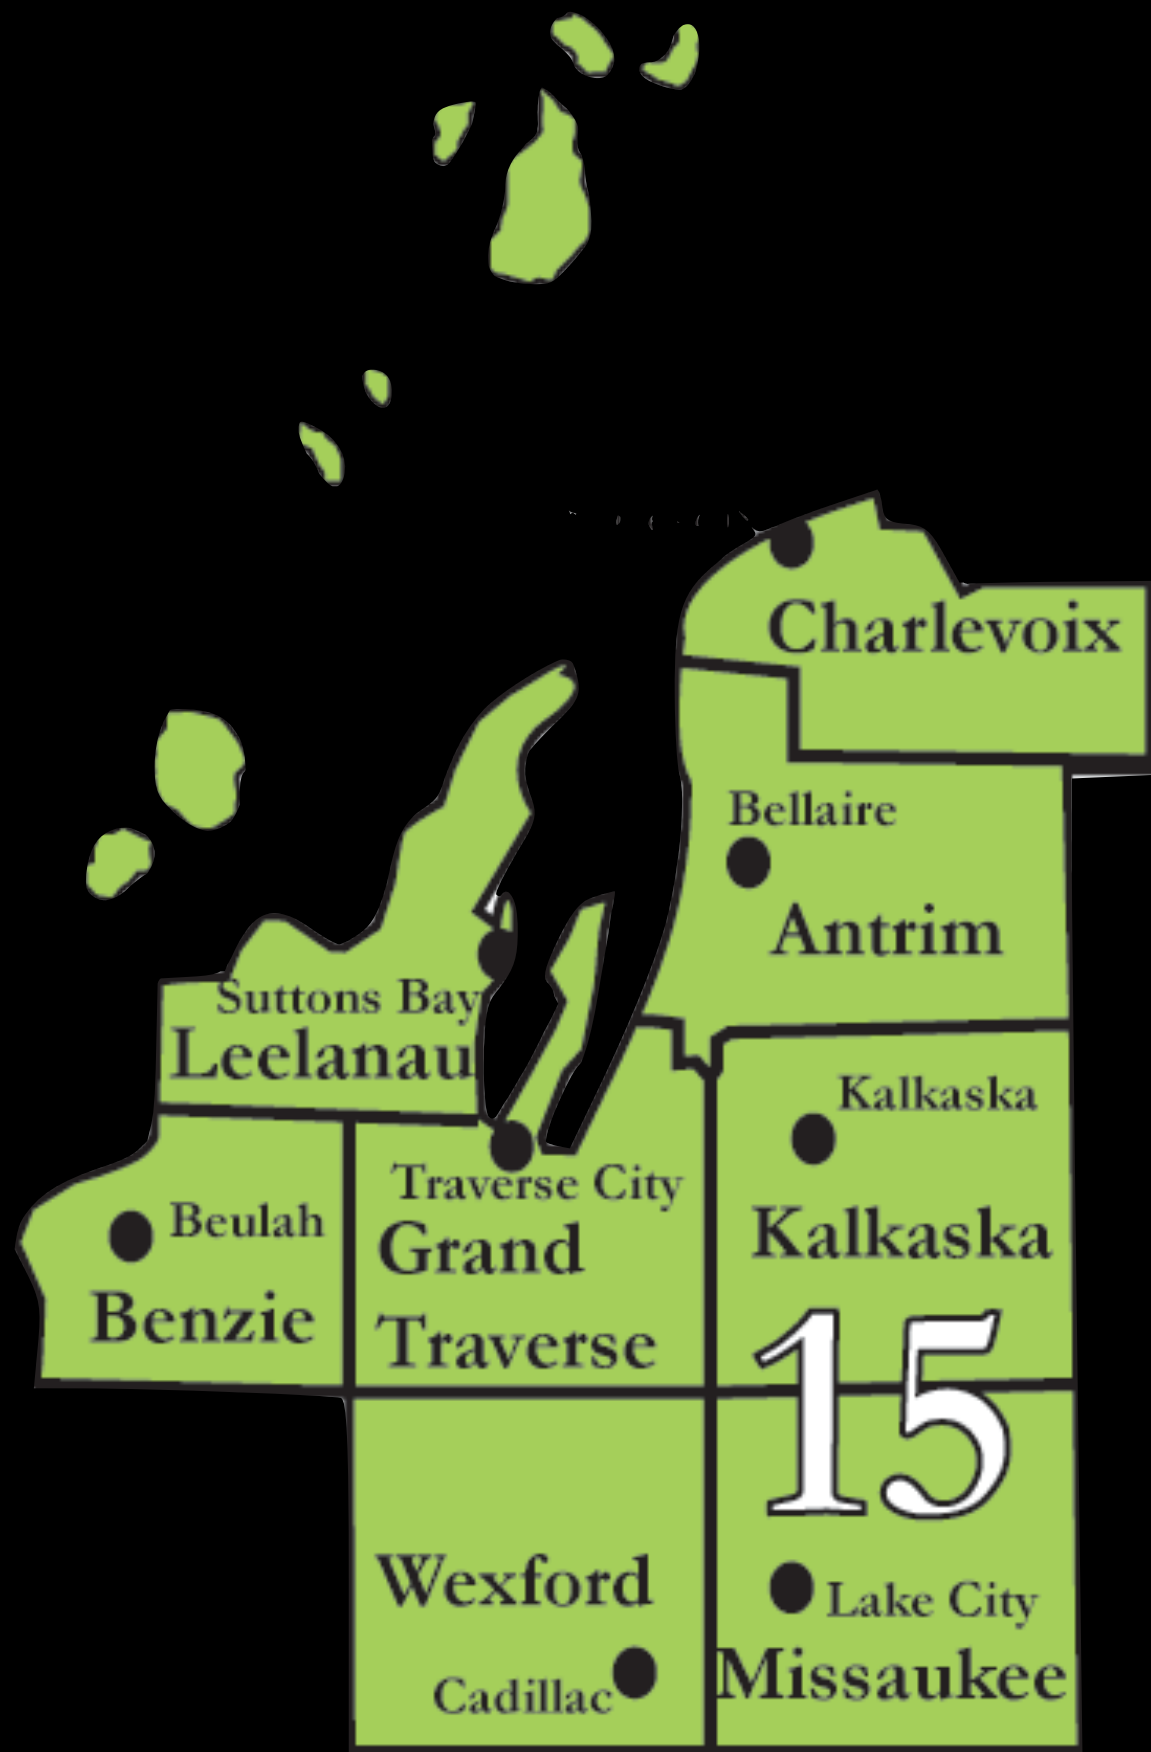 Charlevoix
Bellaire
Antrim
Suttons Bay
Leelanau
Kalkaska
Traverse City
Beulah
Grand
Kalkaska
Benzie
Traverse
15
Wexford
Lake City
Missaukee
Cadillac